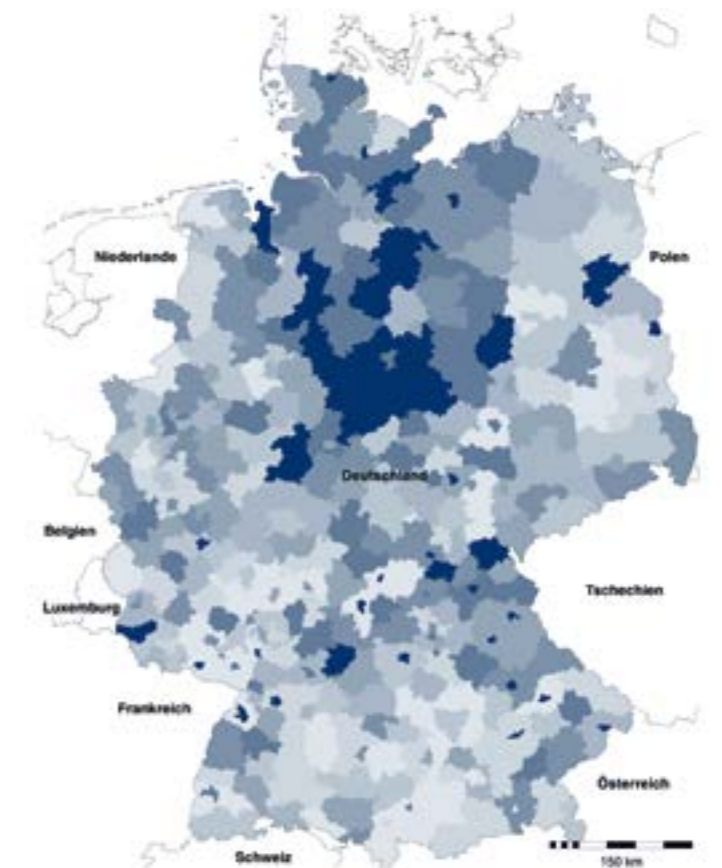 Niederlande
Polen
Deutschland
Belgien
Tschechien
Luxemburg
Frankreich
Österreich
Schweiz
150 km